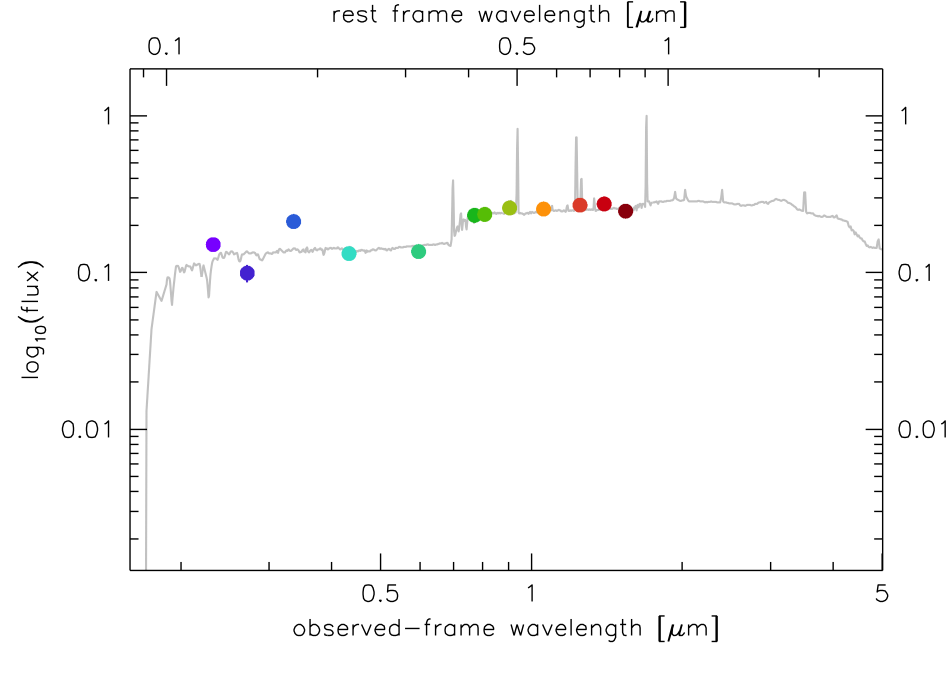 rest frame wavelength [μm]
0.1 0.5 1
1 1
0.1 0.1
0.01 0.01
log10(flux)
0.5 1 5
observed-frame wavelength [μm]